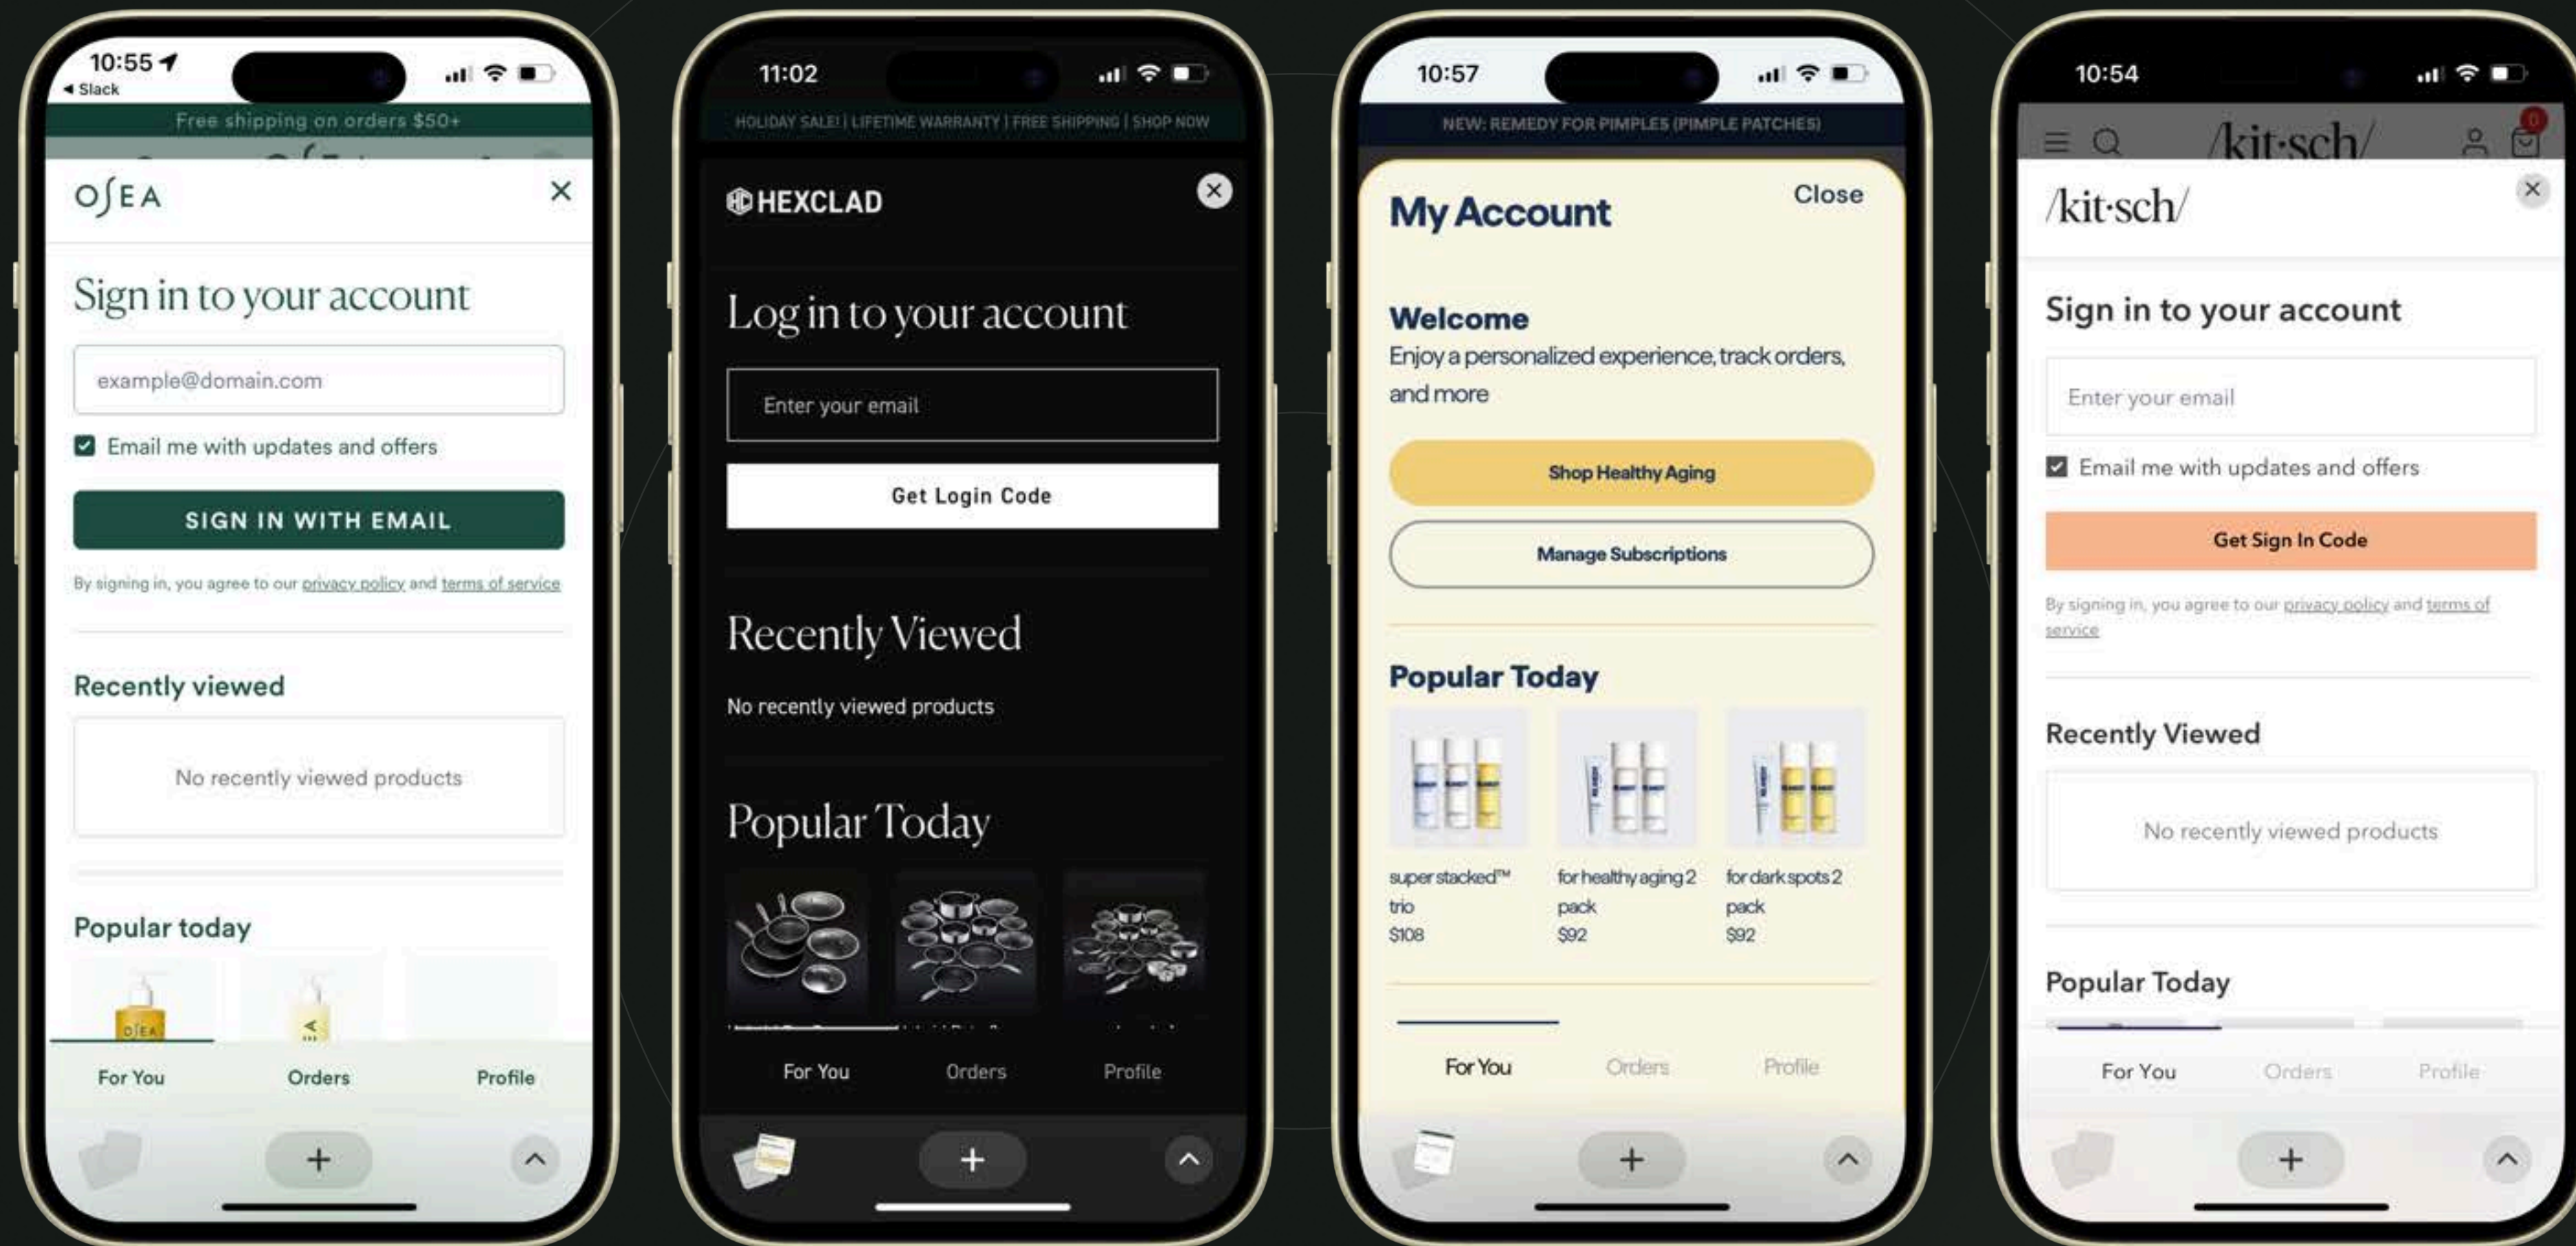 10:55
◀ Slack
Free shipping on orders $50+
OSEA
Sign in to your account
example@domain.com
Email me with updates and offers
SIGN IN WITH EMAIL
By signing in, you agree to our privacy policy and terms of service
Recently viewed
No recently viewed products
Popular today
OSEA
For You
Orders
Profile
11:02
HOLIDAY SALE! | LIFETIME WARRANTY | FREE SHIPPING | SHOP NOW
HEXCLAD
Log in to your account
Enter your email
Get Login Code
Recently Viewed
No recently viewed products
Popular Today
For You
Orders
Profile
10:57
NEW: REMEDY FOR PIMPLES (PIMPLE PATCHES)
My Account
Close
Welcome
Enjoy a personalized experience, track orders,
and more
Shop Healthy Aging
Manage Subscriptions
Popular Today
super stacked™
trio
$108
for healthy aging 2
pack
$92
for dark spots 2
pack
$92
For You
Orders
Profile
10:54
/kit·sch/
0
/kit·sch/
Sign in to your account
Enter your email
Email me with updates and offers
Get Sign In Code
By signing in, you agree to our privacy policy and terms of
service
Recently Viewed
No recently viewed products
Popular Today
For You
Orders
Profile